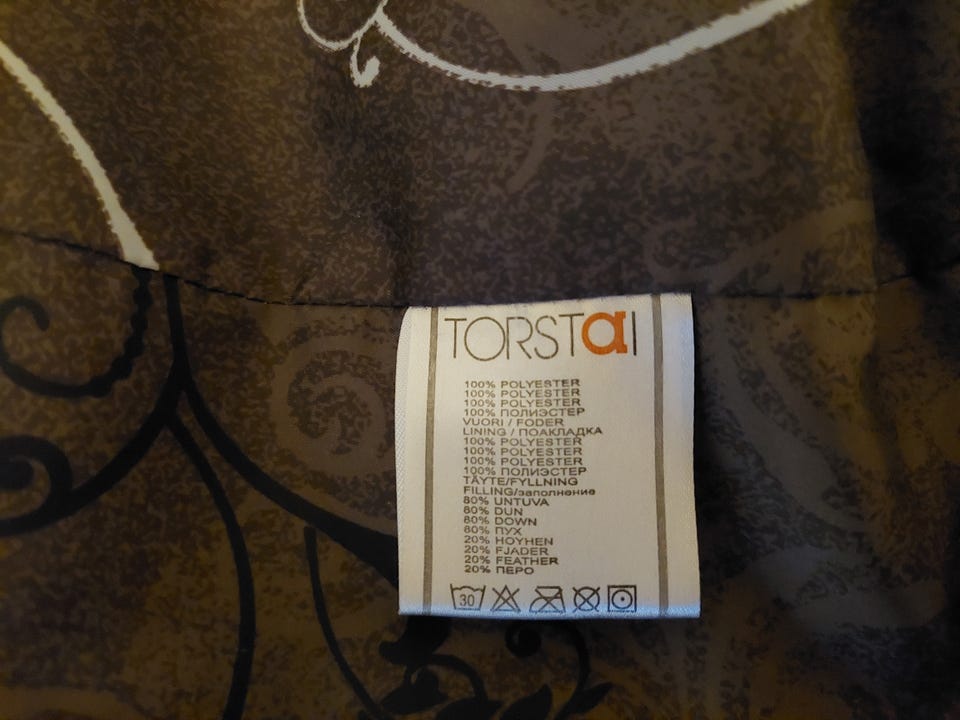 TORSTaI
100% POLYESTER
100% POLYESTER
100% POLYESTER
100% ПОЛИЭСТЕР
VUORI / FODER
LINING / ПОАКЛАДКА
100% POLYESTER
100% POLYESTER
100% POLYESTER
100% ПОЛИЭСТЕР
TÄYTE/FYLLNING
FILLING/заполнение
80% UNTUVA
80% DUN
80% DOWN
80% ПУХ
20% HÖYHEN
20% FJÄDER
20% FEATHER
20% ПЕРО
30